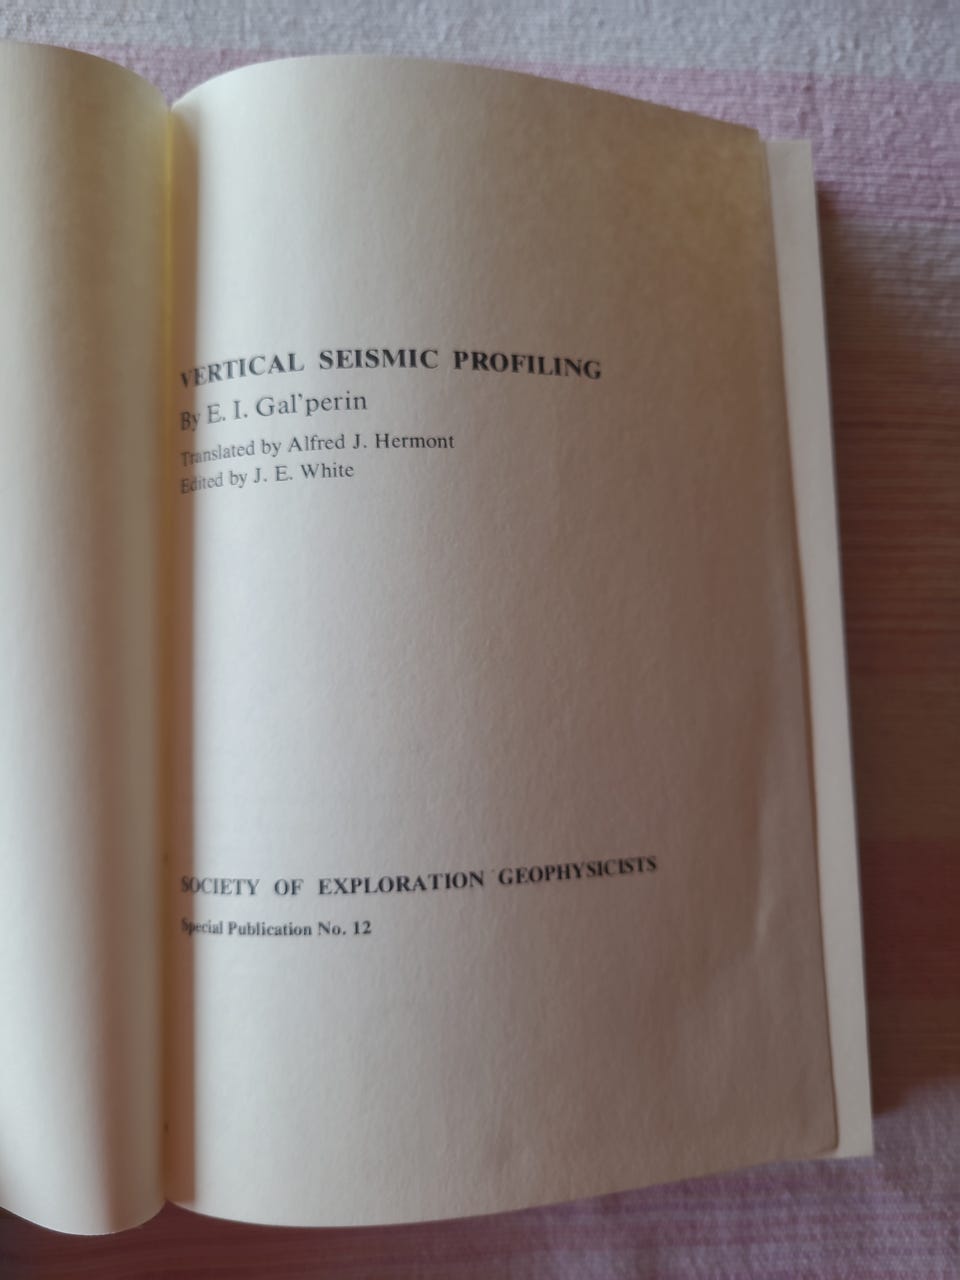 VERTICAL SEISMIC PROFILING
By E. I. Gal'perin
Translated by Alfred J. Hermont
Edited by J. E. White
SOCIETY OF EXPLORATION GEOPHYSICISTS
Special Publication No. 12